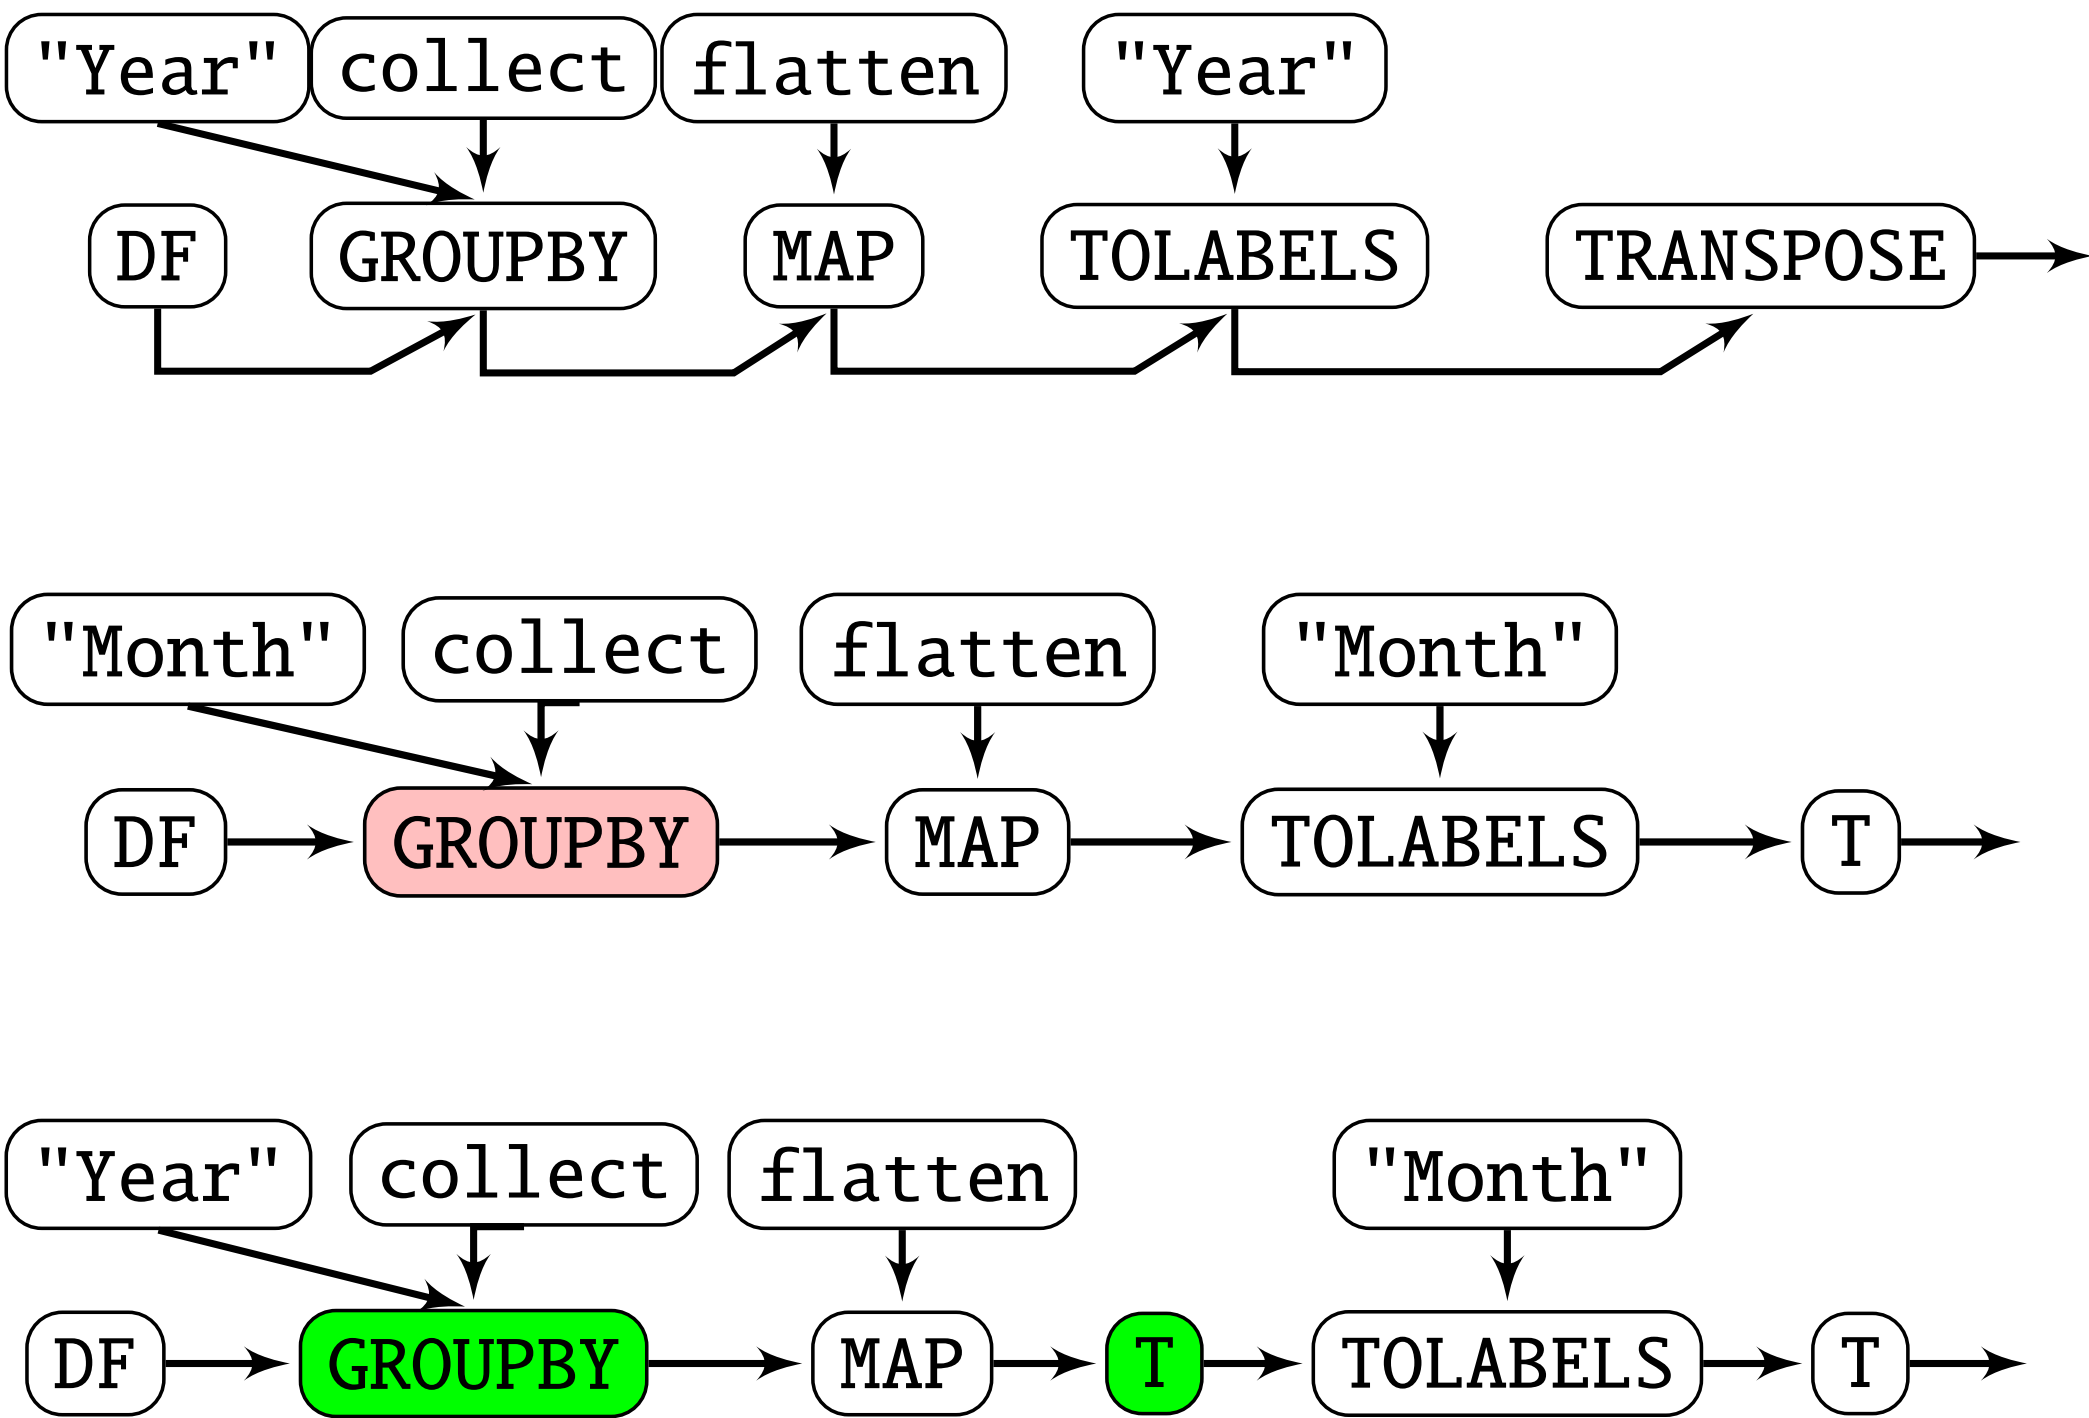 "Year" collect flatten "Year"
DF GROUPBY MAP TOLABELS TRANSPOSE
"Month" collect flatten "Month"
DF GROUPBY MAP TOLABELS T
"Year" collect flatten "Month"
DF GROUPBY MAP T TOLABELS T